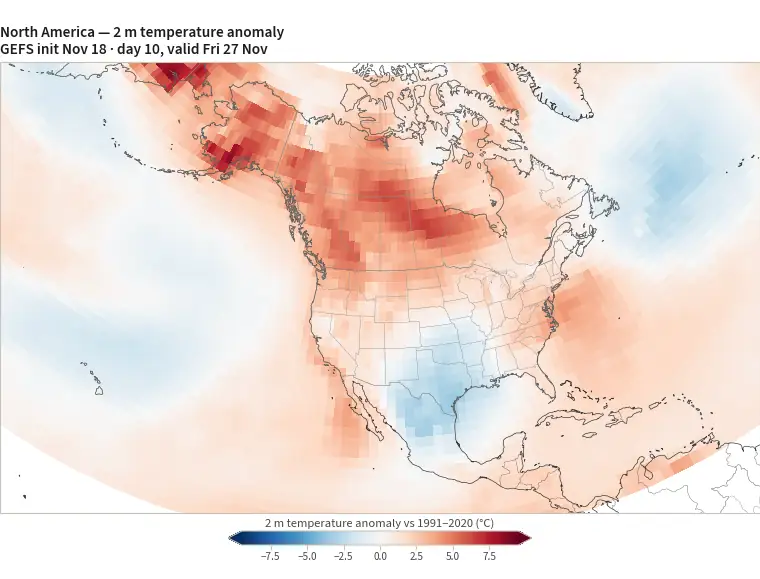 North America — 2 m temperature anomaly
GEFS init Nov 18 · day 10, valid Fri 27 Nov
2 m temperature anomaly vs 1991–2020 (°C)
−7.5 −5.0 −2.5 0.0 2.5 5.0 7.5